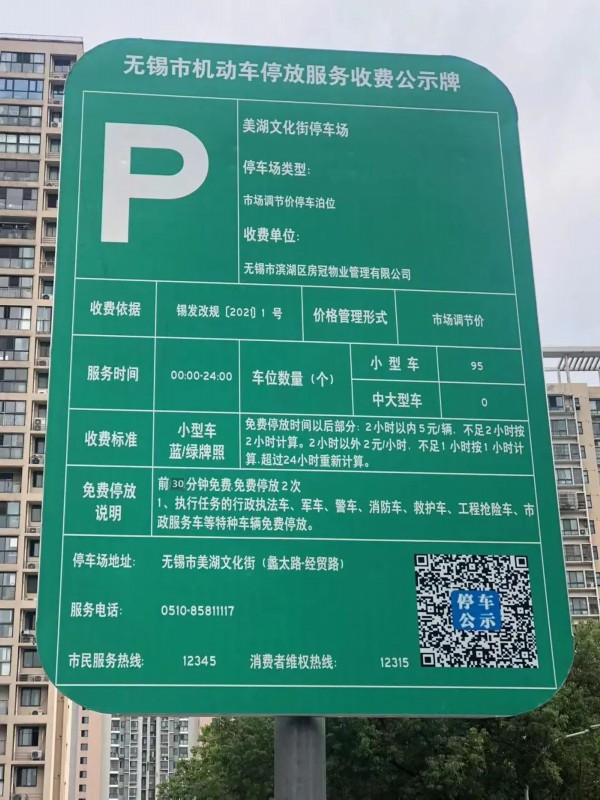 无锡市机动车停放服务收费公示牌
P
美湖文化街停车场
停车场类型:
市场调节价停车泊位
收费单位:
无锡市滨湖区房冠物业管理有限公司
收费依据
锡发改规〔2021〕1 号
价格管理形式
市场调节价
服务时间
00:00-24:00
车位数量（个）
小 型 车
95
中大型车
0
收费标准
小型车
蓝/绿牌照
免费停放时间以后部分：2小时以内5元/辆，不足2小时按
2小时计算。2小时以外2元/小时，不足1小时按1小时计
算.超过24小时重新计算。
免费停放
说明
前30分钟免费.免费停放2次
1、执行任务的行政执法车、军车、警车、消防车、救护车、工程抢险车、市
政服务车等特种车辆免费停放。
停车场地址: 无锡市美湖文化街（蠡太路-经贸路）
服务电话: 0510-85811117
市民服务热线: 12345 消费者维权热线: 12315
停车
公示